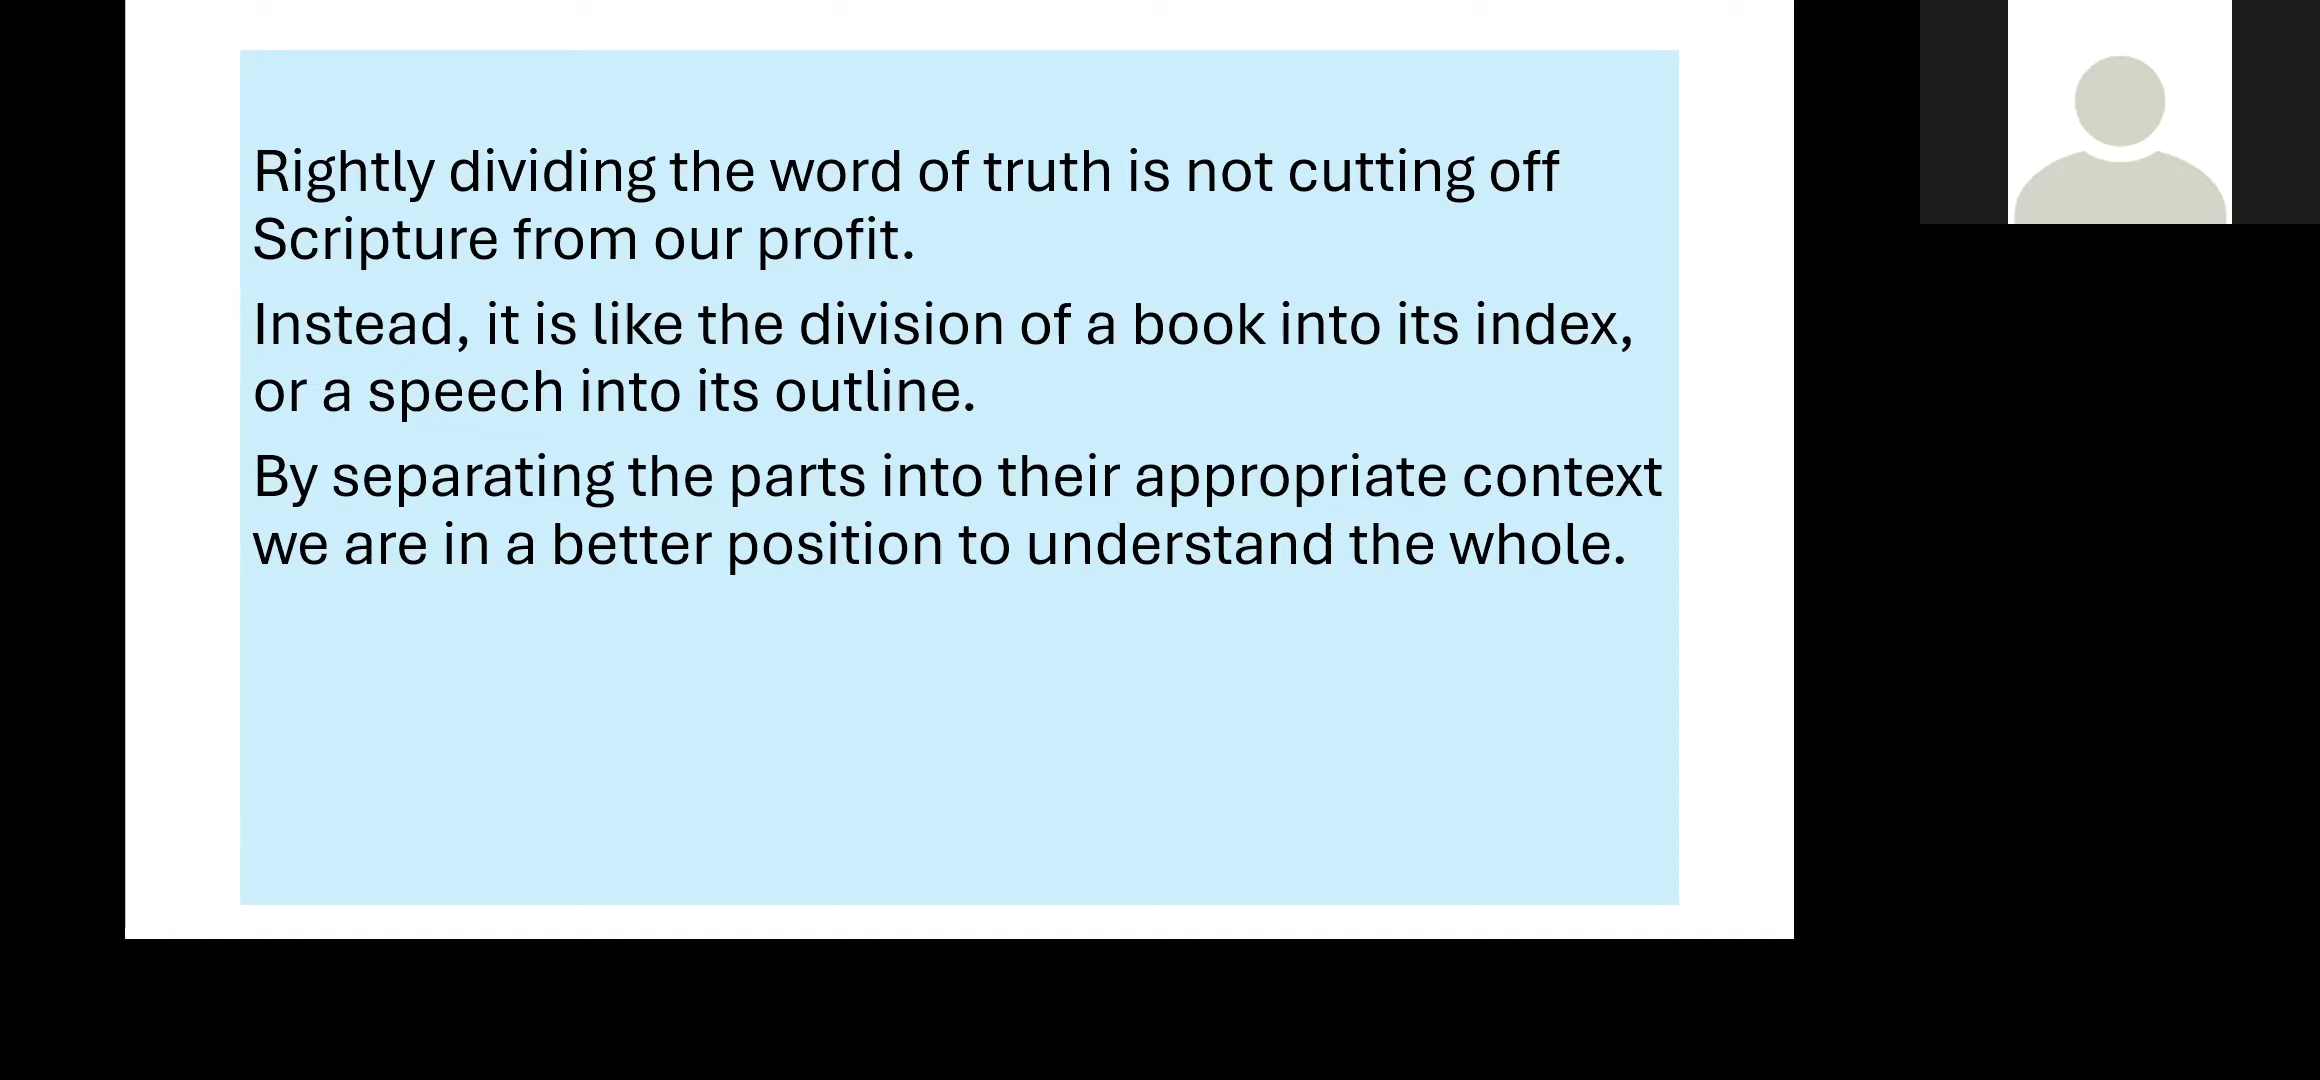 Rightly dividing the word of truth is not cutting off
Scripture from our profit.
Instead, it is like the division of a book into its index,
or a speech into its outline.
By separating the parts into their appropriate context
we are in a better position to understand the whole.